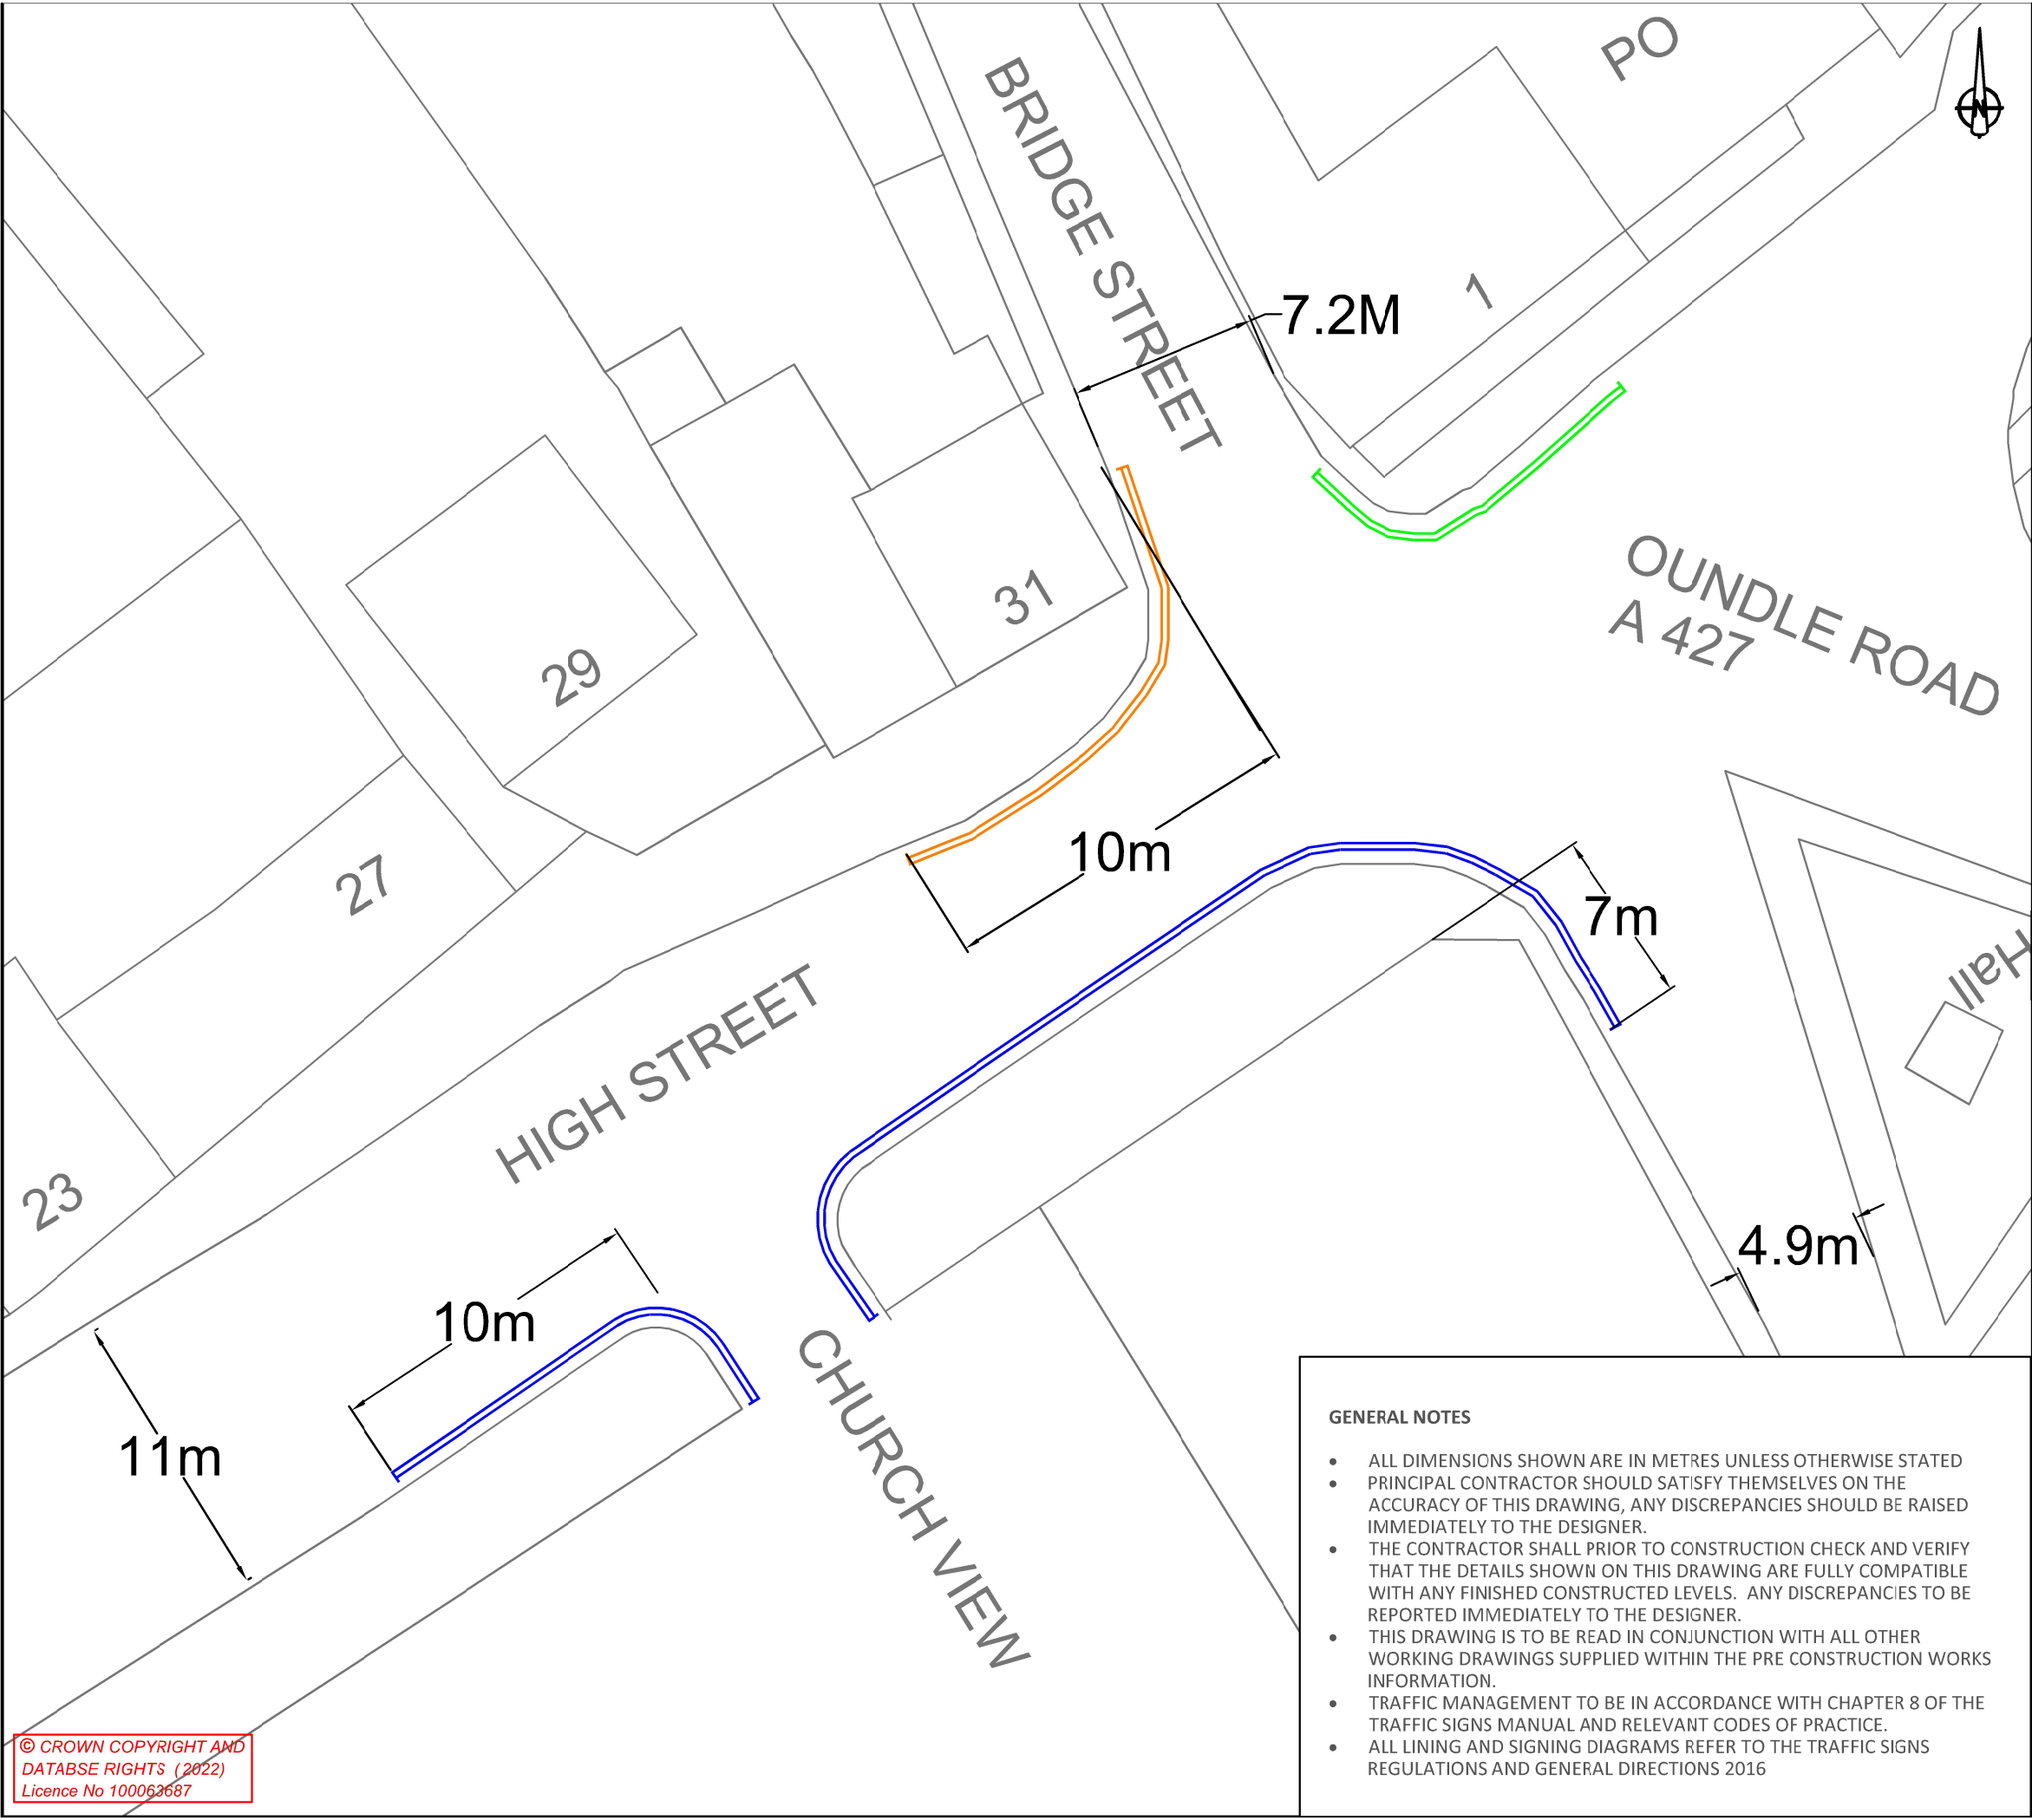 PO
N
BRIDGE STREET
7.2M
1
OUNDLE ROAD
A 427
31
29
10m
27
7m
Hall
HIGH STREET
23
4.9m
10m
11m
CHURCH VIEW
GENERAL NOTES
• ALL DIMENSIONS SHOWN ARE IN METRES UNLESS OTHERWISE STATED
• PRINCIPAL CONTRACTOR SHOULD SATISFY THEMSELVES ON THE
ACCURACY OF THIS DRAWING, ANY DISCREPANCIES SHOULD BE RAISED
IMMEDIATELY TO THE DESIGNER.
• THE CONTRACTOR SHALL PRIOR TO CONSTRUCTION CHECK AND VERIFY
THAT THE DETAILS SHOWN ON THIS DRAWING ARE FULLY COMPATIBLE
WITH ANY FINISHED CONSTRUCTED LEVELS. ANY DISCREPANCIES TO BE
REPORTED IMMEDIATELY TO THE DESIGNER.
• THIS DRAWING IS TO BE READ IN CONJUNCTION WITH ALL OTHER
WORKING DRAWINGS SUPPLIED WITHIN THE PRE CONSTRUCTION WORKS
INFORMATION.
• TRAFFIC MANAGEMENT TO BE IN ACCORDANCE WITH CHAPTER 8 OF THE
TRAFFIC SIGNS MANUAL AND RELEVANT CODES OF PRACTICE.
• ALL LINING AND SIGNING DIAGRAMS REFER TO THE TRAFFIC SIGNS
REGULATIONS AND GENERAL DIRECTIONS 2016
© CROWN COPYRIGHT AND
DATABSE RIGHTS (2022)
Licence No 100063687